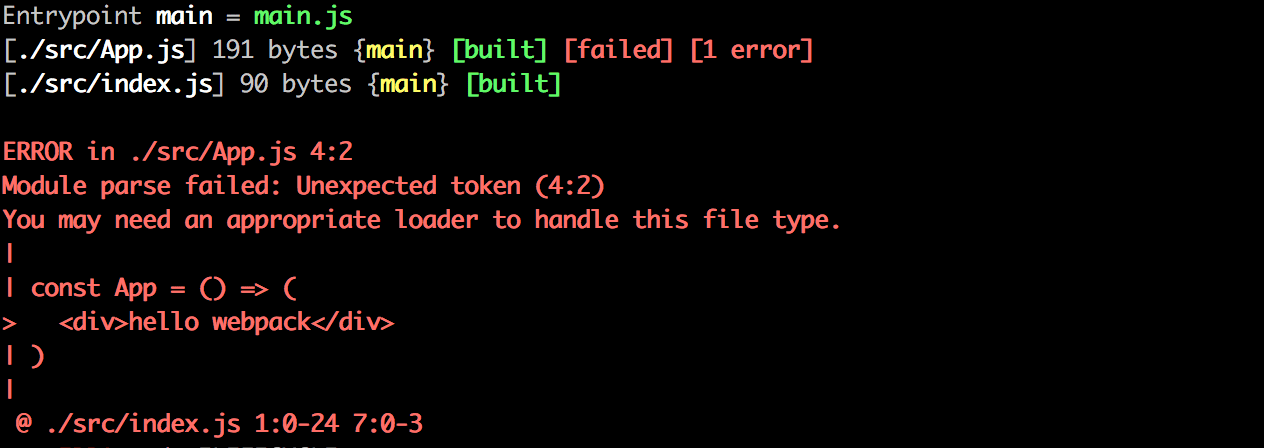 Entrypoint main = main.js
[./src/App.js] 191 bytes {main} [built] [failed] [1 error]
[./src/index.js] 90 bytes {main} [built]
ERROR in ./src/App.js 4:2
Module parse failed: Unexpected token (4:2)
You may need an appropriate loader to handle this file type.
|
| const App = () => (
>   <div>hello webpack</div>
| )
|
@ ./src/index.js 1:0-24 7:0-3